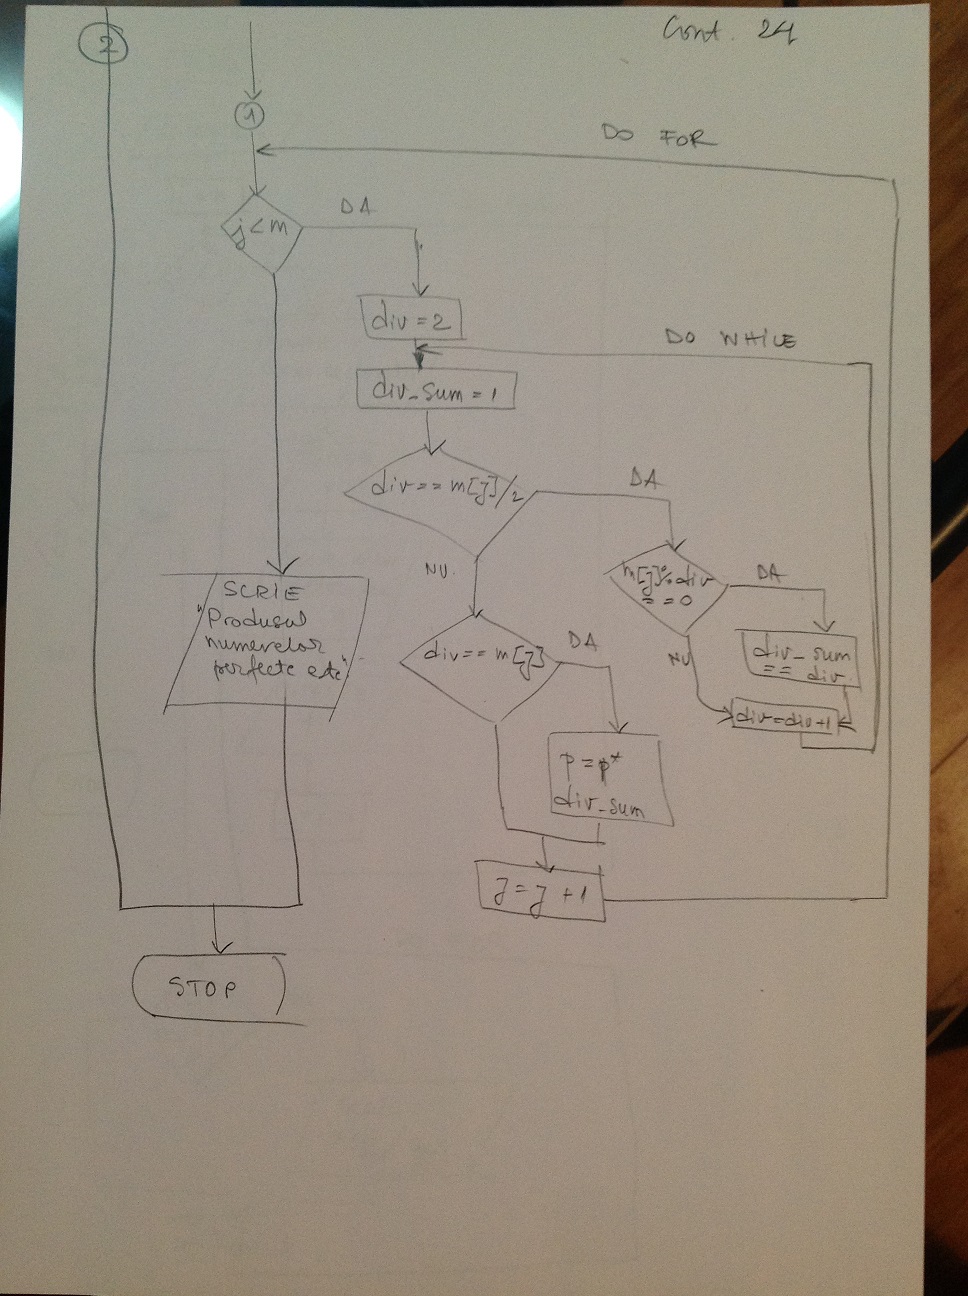 2
Cont. 24
1
DO FOR
j < m
DA
div = 2
DO WHILE
div_sum = 1
div == m[j]/2
DA
NU.
m[j]%div
== 0
DA
NU
div_sum
== div.
div=div+1
SCRIE
"Produsul
numerelor
perfecte este"
div== m[j]
DA
p = p*
div_sum
j = j + 1
STOP